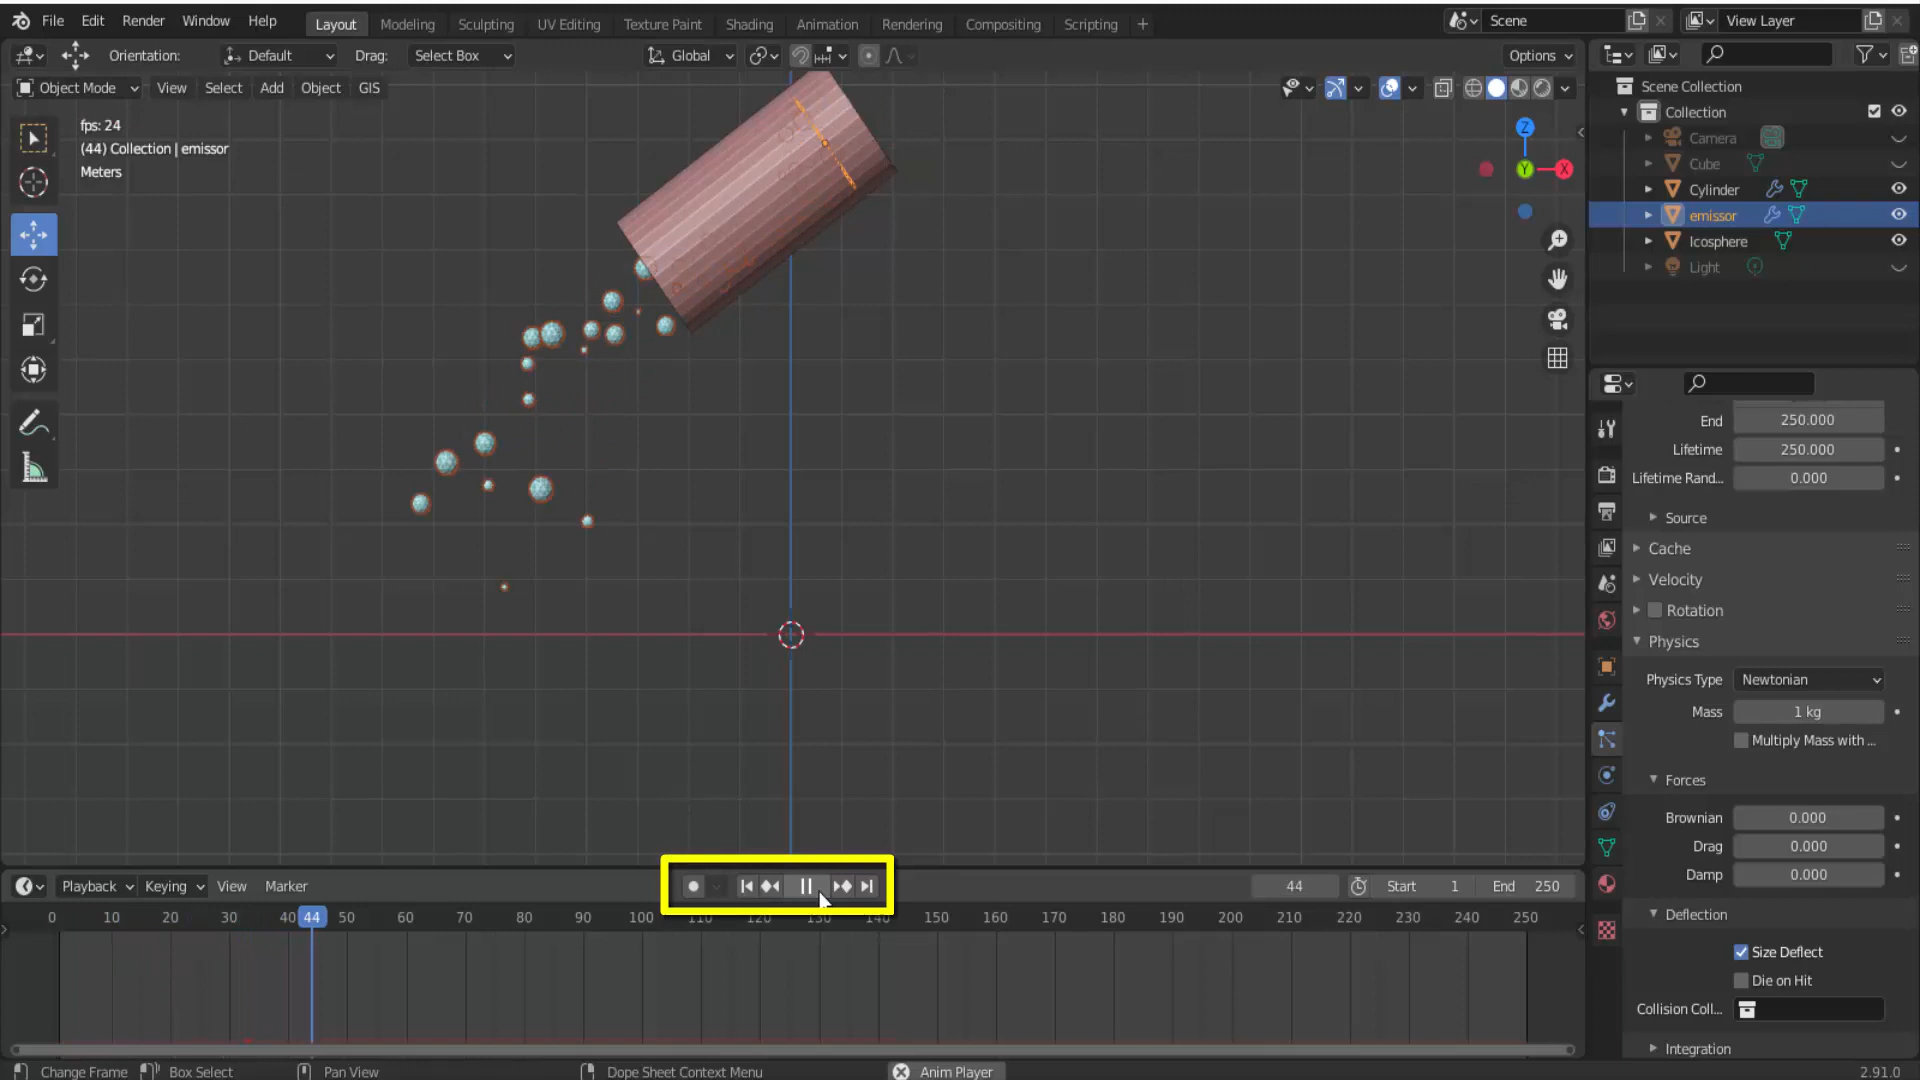 File Edit Render Window Help Layout Modeling Sculpting UV Editing Texture Paint Shading Animation Rendering Compositing Scripting + Scene View Layer
Orientation: Default Drag: Select Box Global Options
Object Mode View Select Add Object GIS
fps: 24
(44) Collection | emissor
Meters
Z
Y
X
Scene Collection
Collection
Camera
Cube
Cylinder
emissor
Icosphere
Light
End 250.000
Lifetime 250.000
Lifetime Rand... 0.000
Source
Cache
Velocity
Rotation
Physics
Physics Type Newtonian
Mass 1 kg
Multiply Mass with ...
Forces
Brownian 0.000
Drag 0.000
Damp 0.000
Deflection
Size Deflect
Die on Hit
Collision Coll...
Integration
Playback Keying View Marker 44 Start 1 End 250
0 10 20 30 40 44 50 60 70 80 90 100 110 120 130 140 150 160 170 180 190 200 210 220 230 240 250
Change Frame Box Select Pan View Dope Sheet Context Menu Anim Player 2.91.0